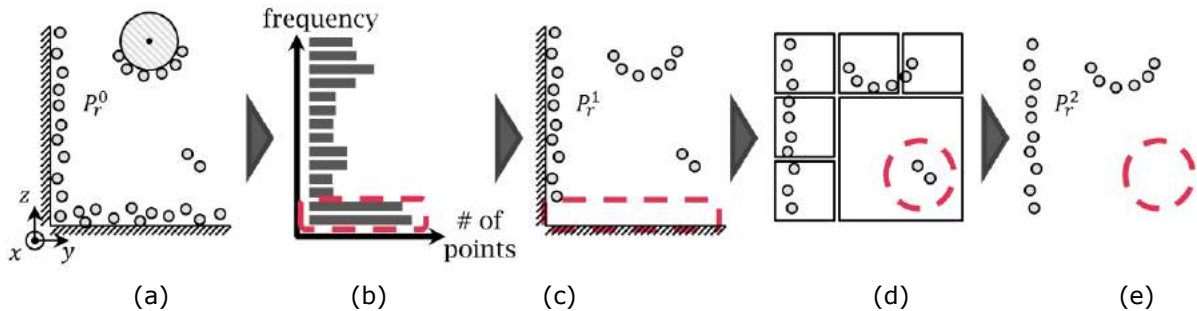 frequency
P_r^0
P_r^1
P_r^2
z
x
y
# of
points
(a)
(b)
(c)
(d)
(e)